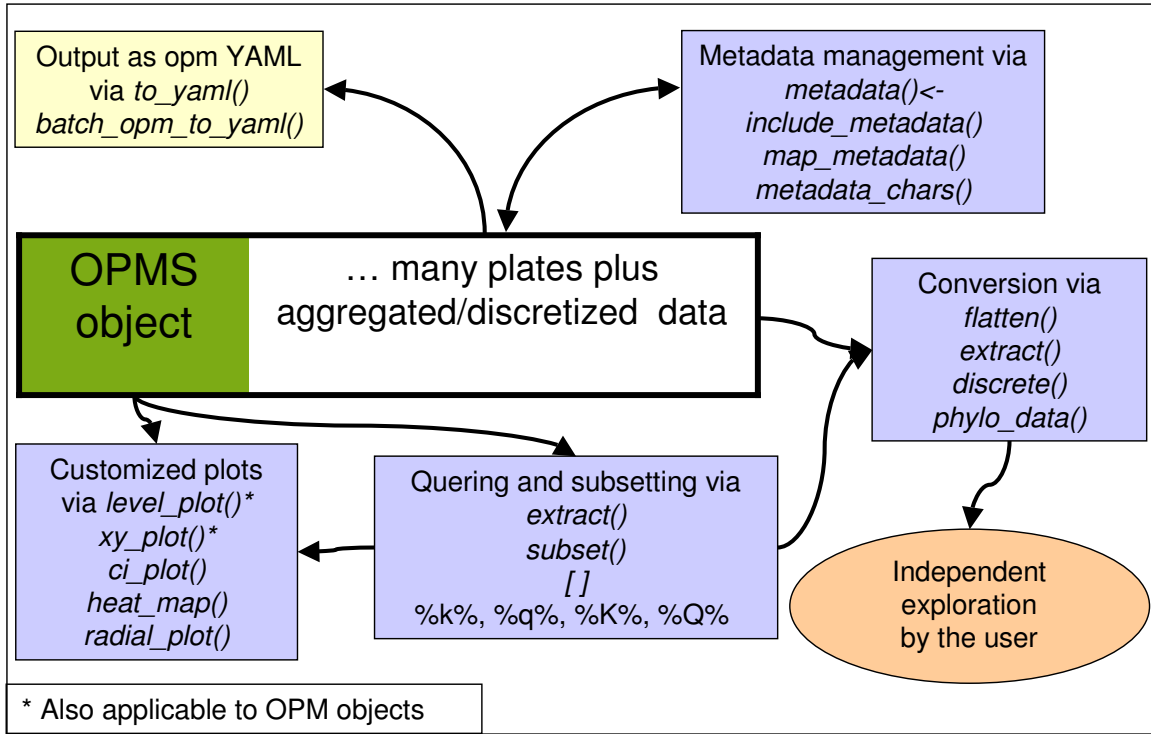 Output as opm YAML
via to_yaml()
batch_opm_to_yaml()
Metadata management via
metadata()<-
include_metadata()
map_metadata()
metadata_chars()
OPMS
object
… many plates plus
aggregated/discretized data
Conversion via
flatten()
extract()
discrete()
phylo_data()
Customized plots
via level_plot()*
xy_plot()*
ci_plot()
heat_map()
radial_plot()
Quering and subsetting via
extract()
subset()
[ ]
%k%, %q%, %K%, %Q%
Independent
exploration
by the user
* Also applicable to OPM objects